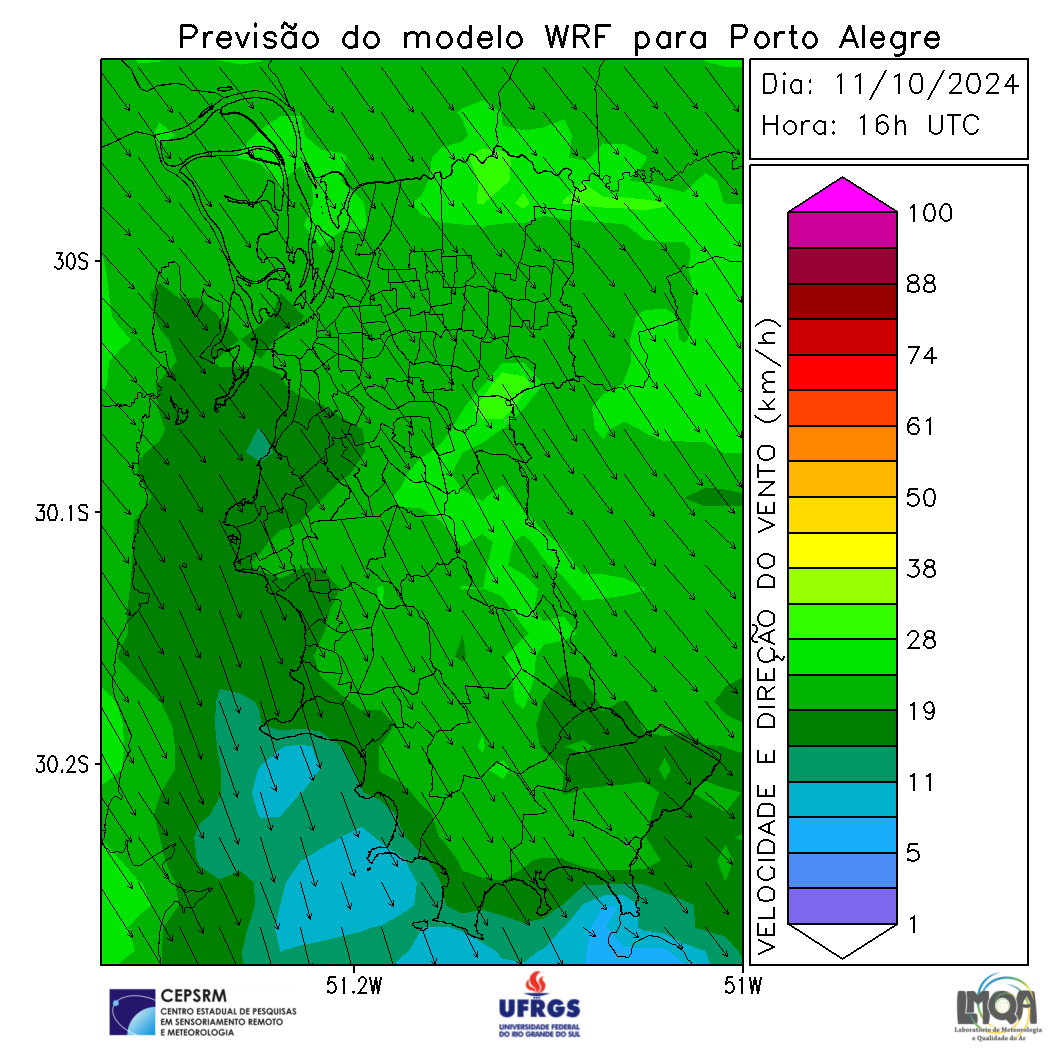 Previsão do modelo WRF para Porto Alegre
Dia: 11/10/2024
Hora: 16h UTC
30S
30.1S
30.2S
51.2W
51W
VELOCIDADE E DIREÇÃO DO VENTO (km/h)
100
88
74
61
50
38
28
19
11
5
1
CEPSRM
CENTRO ESTADUAL DE PESQUISAS
EM SENSORIAMENTO REMOTO
E METEOROLOGIA
UFRGS
UNIVERSIDADE FEDERAL
DO RIO GRANDE DO SUL
LMQA
Laboratório de Meteorologia
e Qualidade do Ar